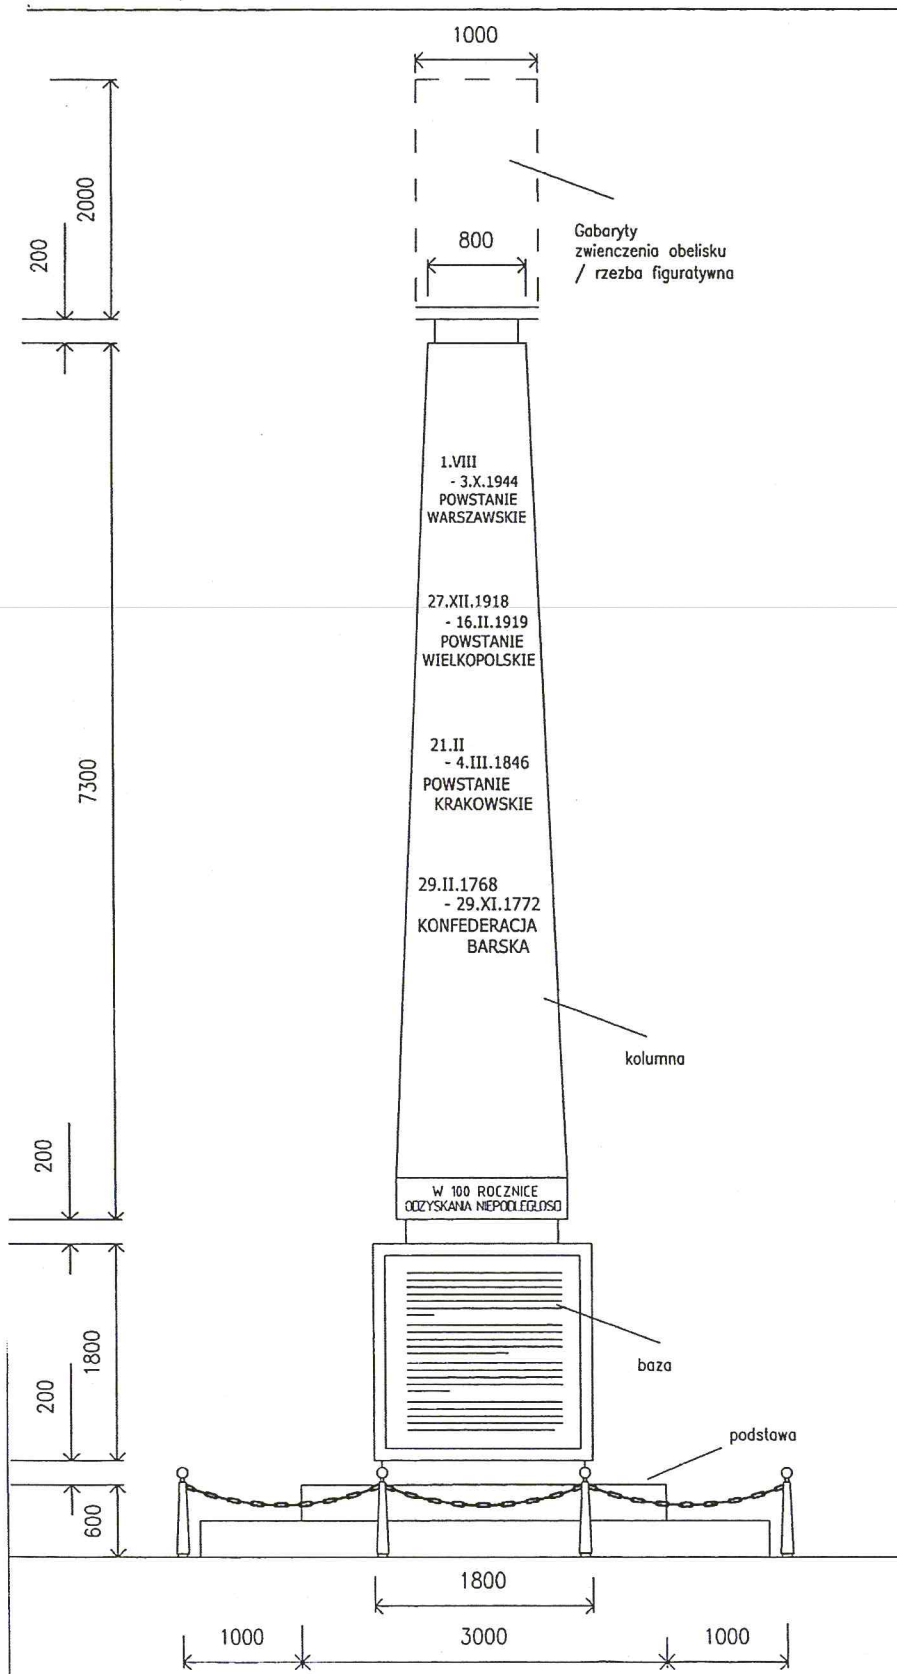 1000
2000
200
800
Gabaryty
zwienczenia obelisku
/ rzezba figuratywna
1.VIII
- 3.X.1944
POWSTANIE
WARSZAWSKIE
27.XII.1918
- 16.II.1919
POWSTANIE
WIELKOPOLSKIE
7300
21.II
- 4.III.1846
POWSTANIE
KRAKOWSKIE
29.II.1768
- 29.XI.1772
KONFEDERACJA
BARSKA
kolumna
200
W 100 ROCZNICE
ODZYSKANIA NIEPODLEGLOSCI
1800
baza
200
podstawa
600
1800
1000
3000
1000